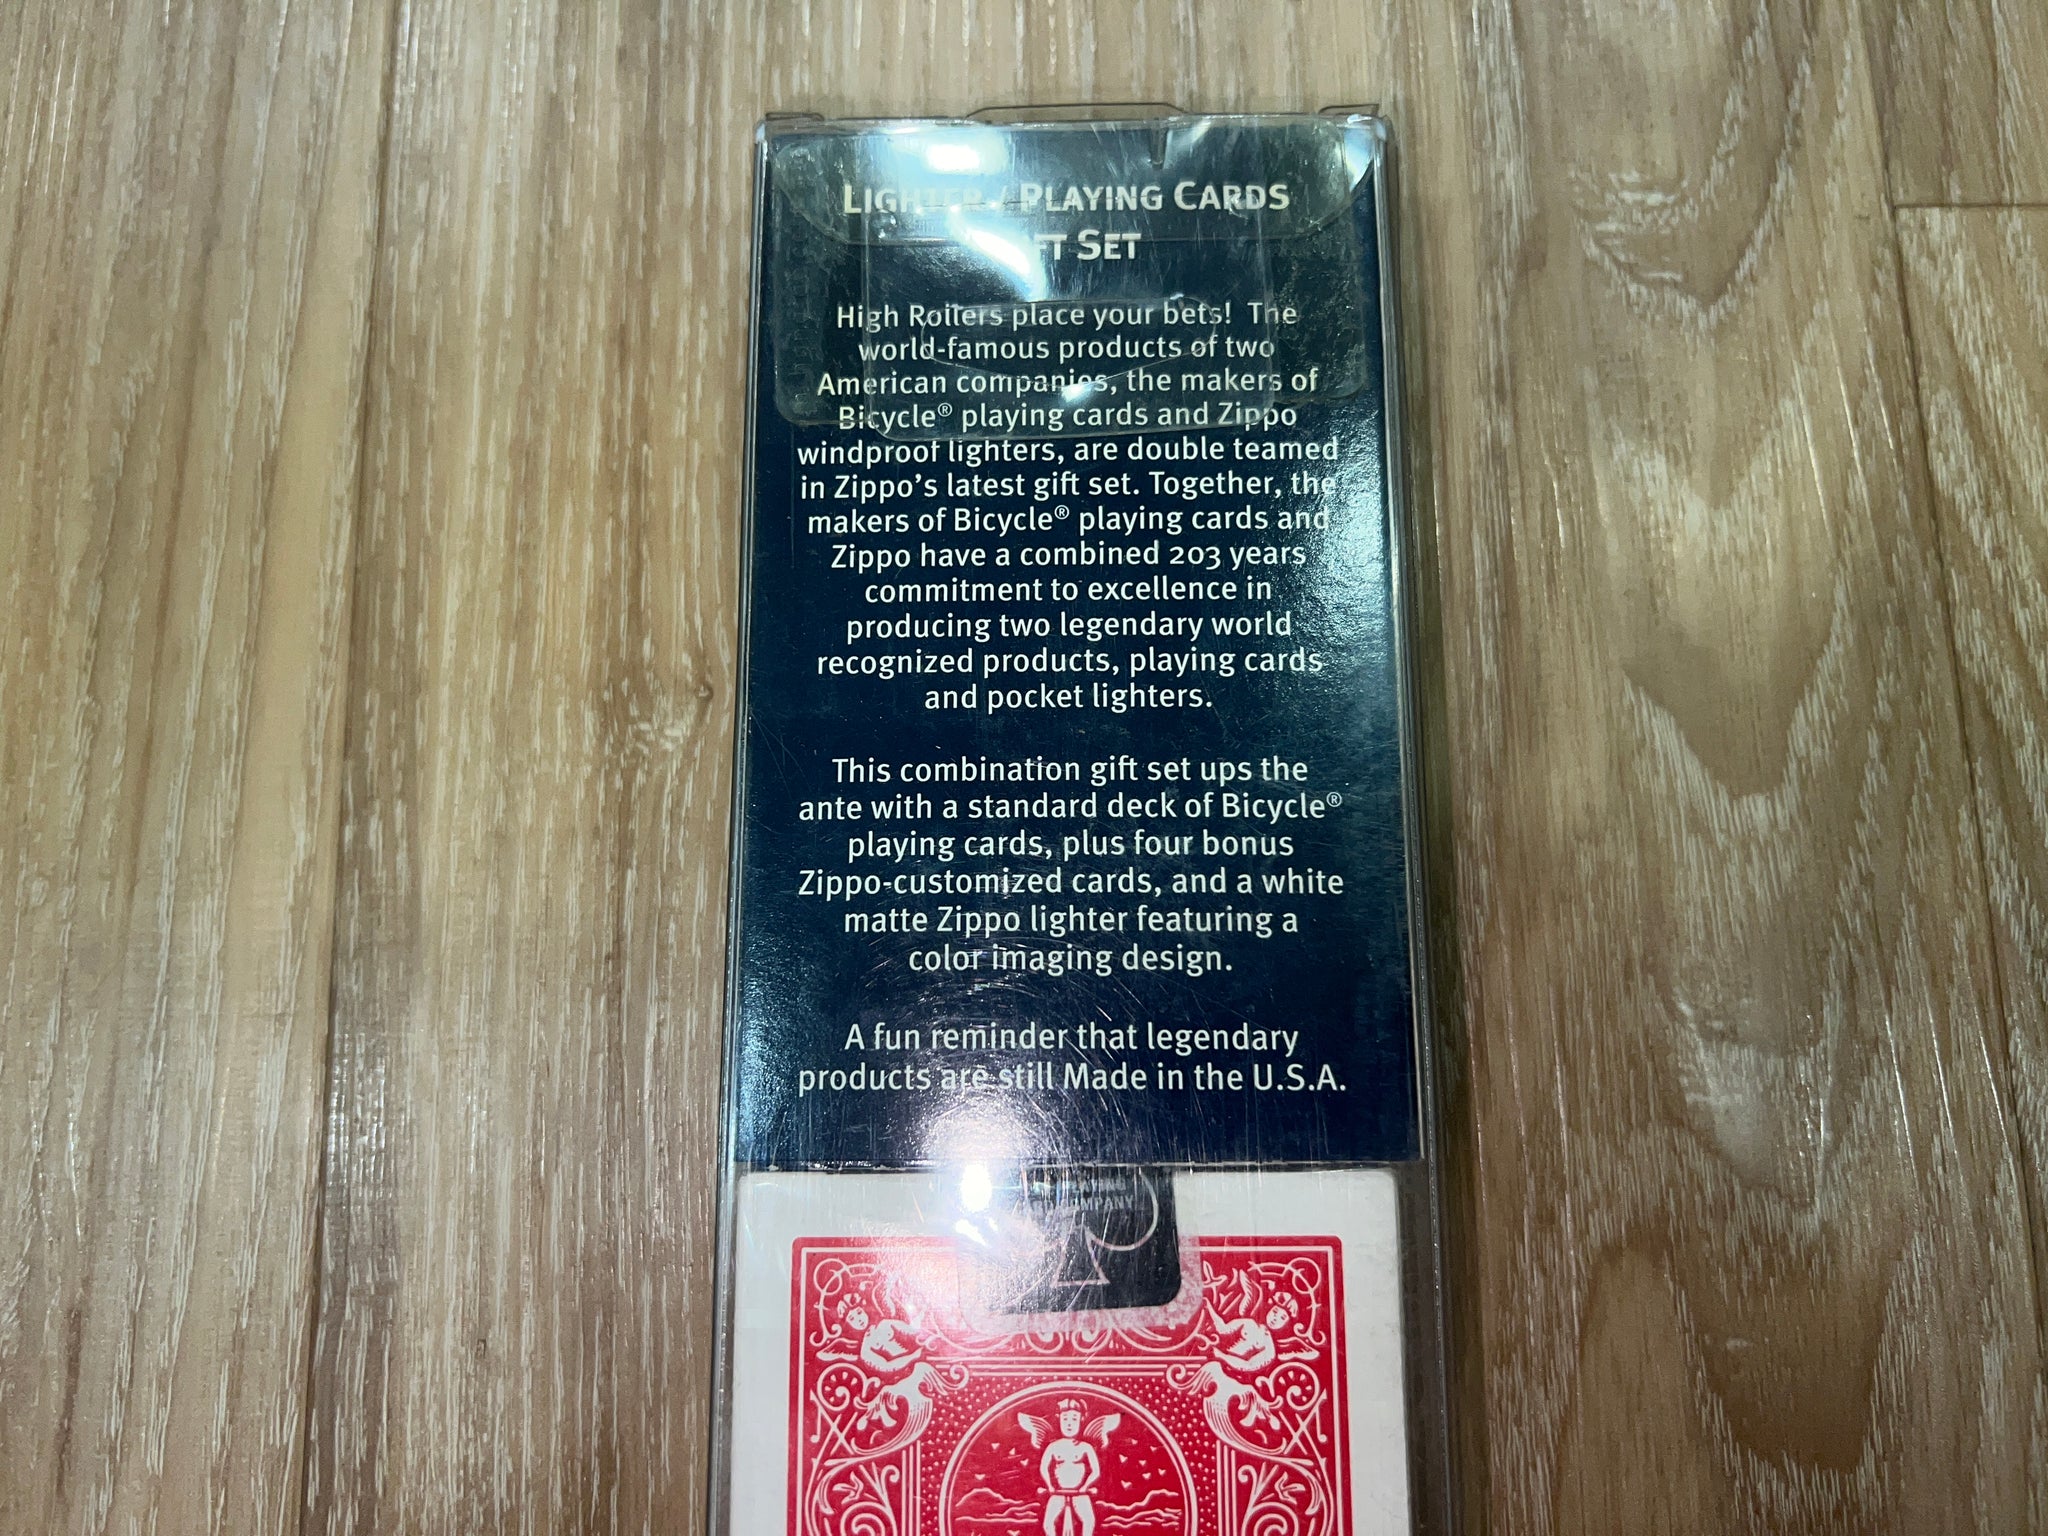 LIGHTER / PLAYING CARDS
SET
High Rollers place your bets! The
world-famous products of two
American companies, the makers of
Bicycle® playing cards and Zippo
windproof lighters, are double teamed
in Zippo's latest gift set. Together, the
makers of Bicycle® playing cards and
Zippo have a combined 203 years
commitment to excellence in
producing two legendary world
recognized products, playing cards
and pocket lighters.
This combination gift set ups the
ante with a standard deck of Bicycle®
playing cards, plus four bonus
Zippo-customized cards, and a white
matte Zippo lighter featuring a
color imaging design.
A fun reminder that legendary
products are still Made in the U.S.A.
COMPANY